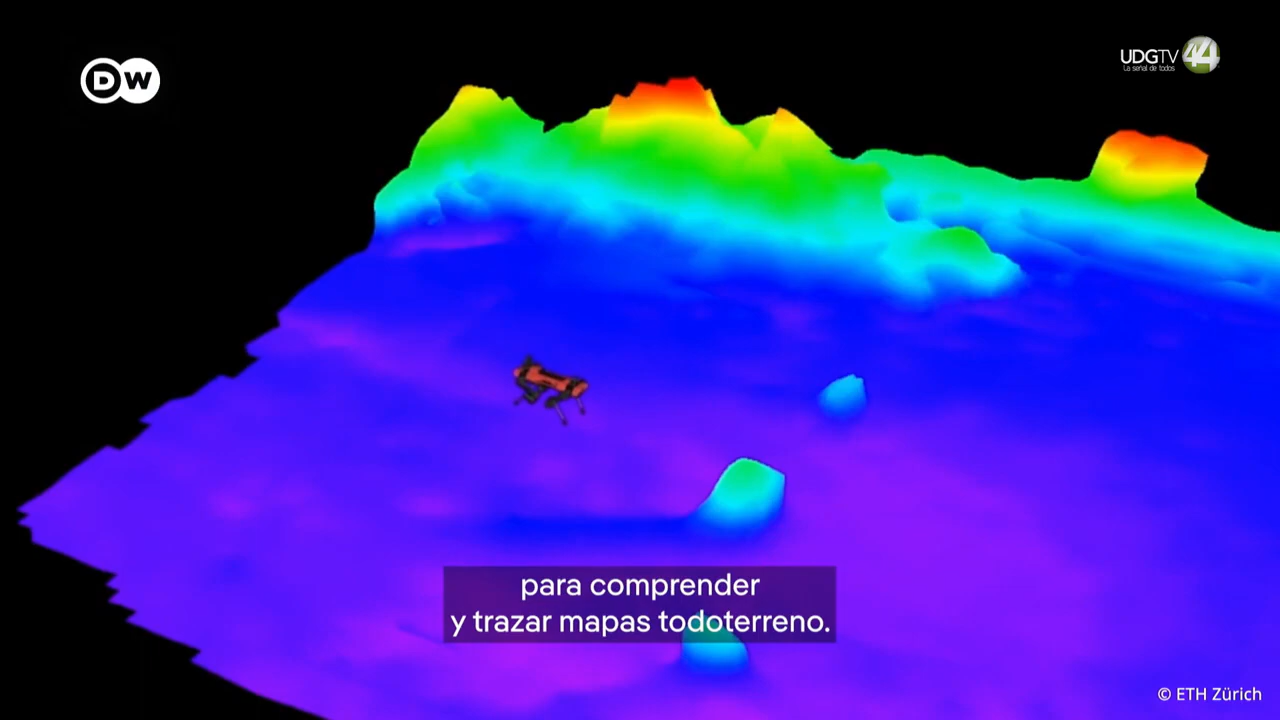 DW
UDGTV 44
La señal de todos
para comprender
y trazar mapas todoterreno.
© ETH Zürich